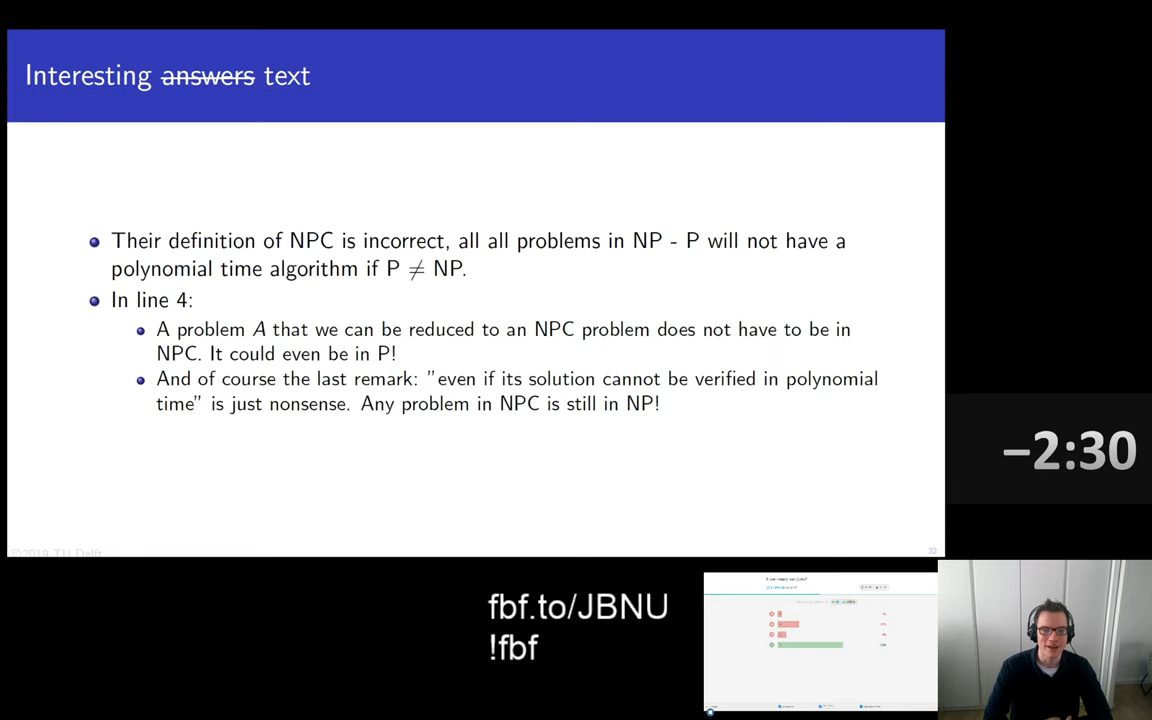 Interesting answers text
Their definition of NPC is incorrect, all all problems in NP - P will not have a
polynomial time algorithm if P ≠ NP.
In line 4:
A problem A that we can be reduced to an NPC problem does not have to be in
NPC. It could even be in P!
And of course the last remark: ”even if its solution cannot be verified in polynomial
time” is just nonsense. Any problem in NPC is still in NP!
©2019 TU Delft
32
−2:30
fbf.to/JBNU
!fbf